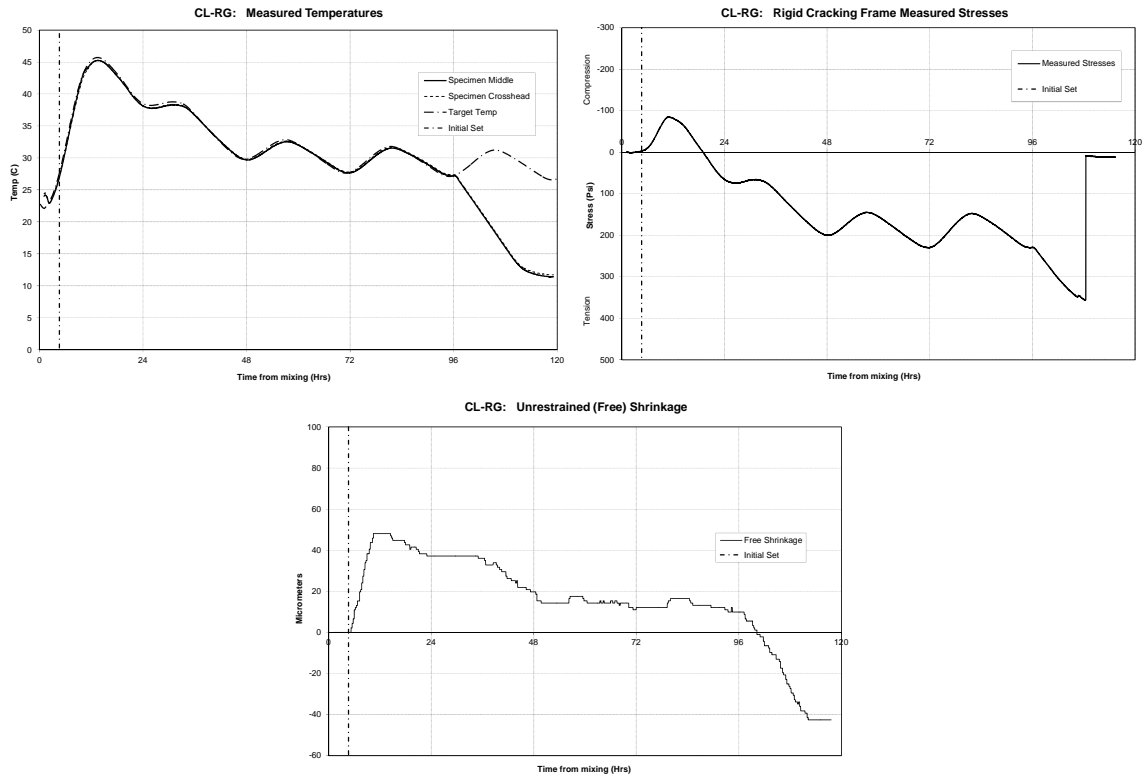 CL-RG: Measured Temperatures
50
45
40
35
30
25
20
15
10
5
0
Temp (C)
0 24 48 72 96 120
Time from mixing (Hrs)
Specimen Middle
Specimen Crosshead
Target Temp
Initial Set
CL-RG: Rigid Cracking Frame Measured Stresses
-300
-200
-100
0
100
200
300
400
500
Compression
Stress (Psi)
Tension
0 24 48 72 96 120
Time from mixing (Hrs)
Measured Stresses
Initial Set
CL-RG: Unrestrained (Free) Shrinkage
100
80
60
40
20
0
-20
-40
-60
Micrometers
0 24 48 72 96 120
Time from mixing (Hrs)
Free Shrinkage
Initial Set